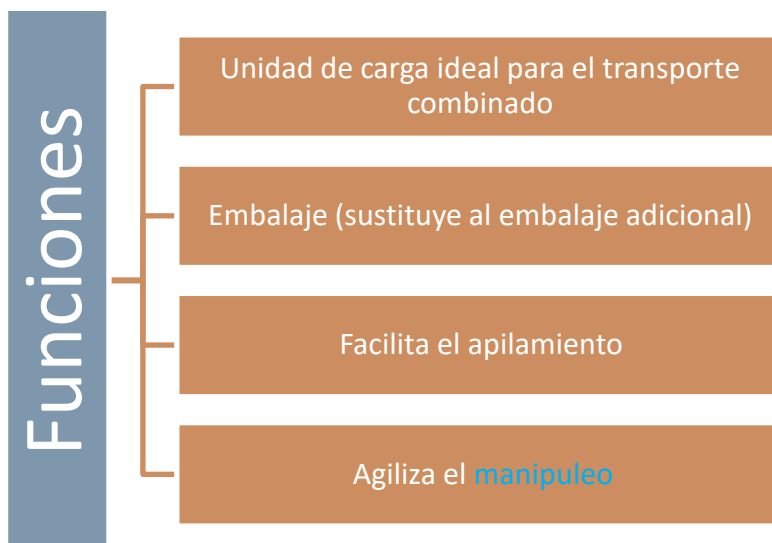 Funciones
Unidad de carga ideal para el transporte
combinado
Embalaje (sustituye al embalaje adicional)
Facilita el apilamiento
Agiliza el manipuleo